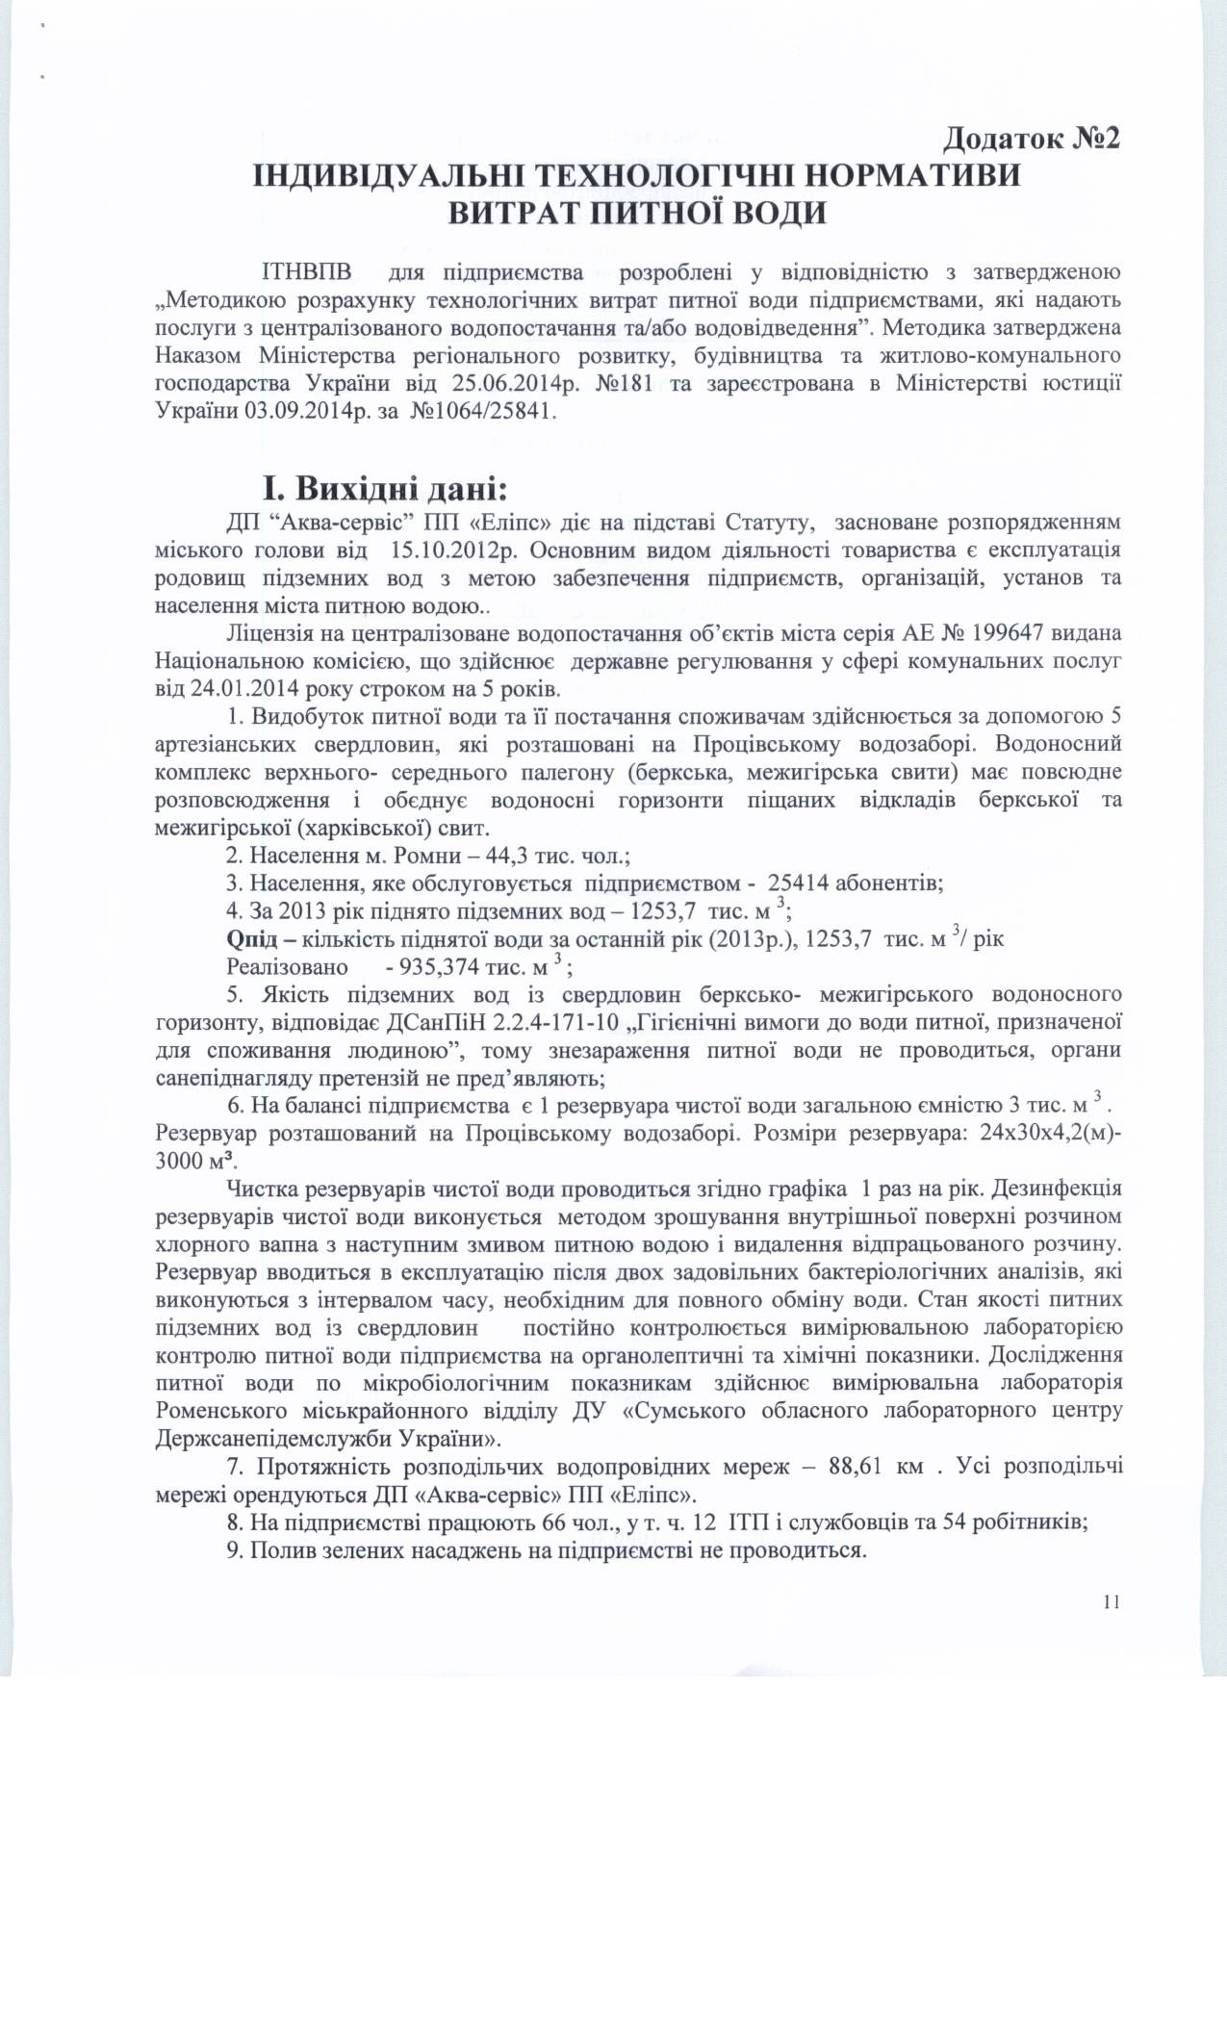 Додаток №2
ІНДИВІДУАЛЬНІ ТЕХНОЛОГІЧНІ НОРМАТИВИ
ВИТРАТ ПИТНОЇ ВОДИ
ІТНВПВ для підприємства розроблені у відповідністю з затвердженою
„Методикою розрахунку технологічних витрат питної води підприємствами, які надають
послуги з централізованого водопостачання та/або водовідведення”. Методика затверджена
Наказом Міністерства регіонального розвитку, будівництва та житлово-комунального
господарства України від 25.06.2014р. №181 та зареєстрована в Міністерстві юстиції
України 03.09.2014р. за №1064/25841.
І. Вихідні дані:
ДП “Аква-сервіс” ПП «Еліпс» діє на підставі Статуту, засноване розпорядженням
міського голови від 15.10.2012р. Основним видом діяльності товариства є експлуатація
родовищ підземних вод з метою забезпечення підприємств, організацій, установ та
населення міста питною водою..
Ліцензія на централізоване водопостачання об’єктів міста серія АЕ № 199647 видана
Національною комісією, що здійснює державне регулювання у сфері комунальних послуг
від 24.01.2014 року строком на 5 років.
1. Видобуток питної води та її постачання споживачам здійснюється за допомогою 5
артезіанських свердловин, які розташовані на Процівському водозаборі. Водоносний
комплекс верхнього- середнього палегону (беркська, межигірська свити) має повсюдне
розповсюдження і обєднує водоносні горизонти піщаних відкладів беркської та
межигірської (харківської) свит.
2. Населення м. Ромни – 44,3 тис. чол.;
3. Населення, яке обслуговується підприємством - 25414 абонентів;
4. За 2013 рік піднято підземних вод – 1253,7 тис. м ³;
Qпід – кількість піднятої води за останній рік (2013р.), 1253,7 тис. м ³/ рік
Реалізовано - 935,374 тис. м ³ ;
5. Якість підземних вод із свердловин берксько- межигірського водоносного
горизонту, відповідає ДСанПіН 2.2.4-171-10 „Гігієнічні вимоги до води питної, призначеної
для споживання людиною”, тому знезараження питної води не проводиться, органи
санепіднагляду претензій не пред’являють;
6. На балансі підприємства є 1 резервуара чистої води загальною ємністю 3 тис. м ³ .
Резервуар розташований на Процівському водозаборі. Розміри резервуара: 24х30х4,2(м)-
3000 м³.
Чистка резервуарів чистої води проводиться згідно графіка 1 раз на рік. Дезинфекція
резервуарів чистої води виконується методом зрошування внутрішньої поверхні розчином
хлорного вапна з наступним змивом питною водою і видалення відпрацьованого розчину.
Резервуар вводиться в експлуатацію після двох задовільних бактеріологічних аналізів, які
виконуються з інтервалом часу, необхідним для повного обміну води. Стан якості питних
підземних вод із свердловин постійно контролюється вимірювальною лабораторією
контролю питної води підприємства на органолептичні та хімічні показники. Дослідження
питної води по мікробіологічним показникам здійснює вимірювальна лабораторія
Роменського міськрайонного відділу ДУ «Сумського обласного лабораторного центру
Держсанепідемслужби України».
7. Протяжність розподільчих водопровідних мереж – 88,61 км . Усі розподільчі
мережі орендуються ДП «Аква-сервіс» ПП «Еліпс».
8. На підприємстві працюють 66 чол., у т. ч. 12 ІТП і службовців та 54 робітників;
9. Полив зелених насаджень на підприємстві не проводиться.
11